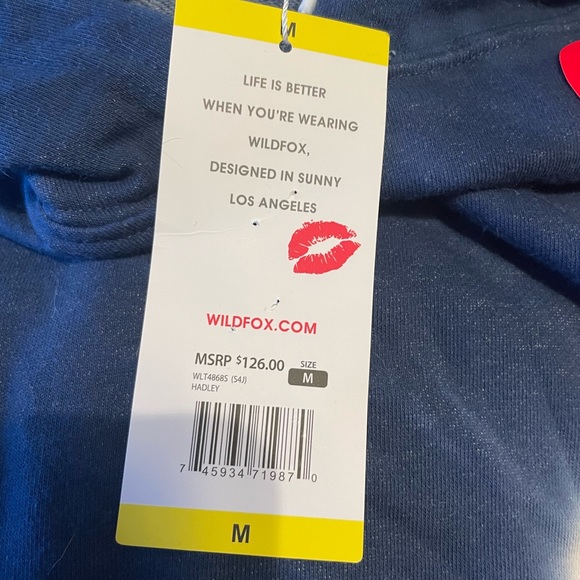 M
LIFE IS BETTER
WHEN YOU'RE WEARING
WILDFOX,
DESIGNED IN SUNNY
LOS ANGELES
WILDFOX.COM
MSRP $126.00 SIZE M
WLT4868S (S4J)
HADLEY
7 45934 71987 0
M